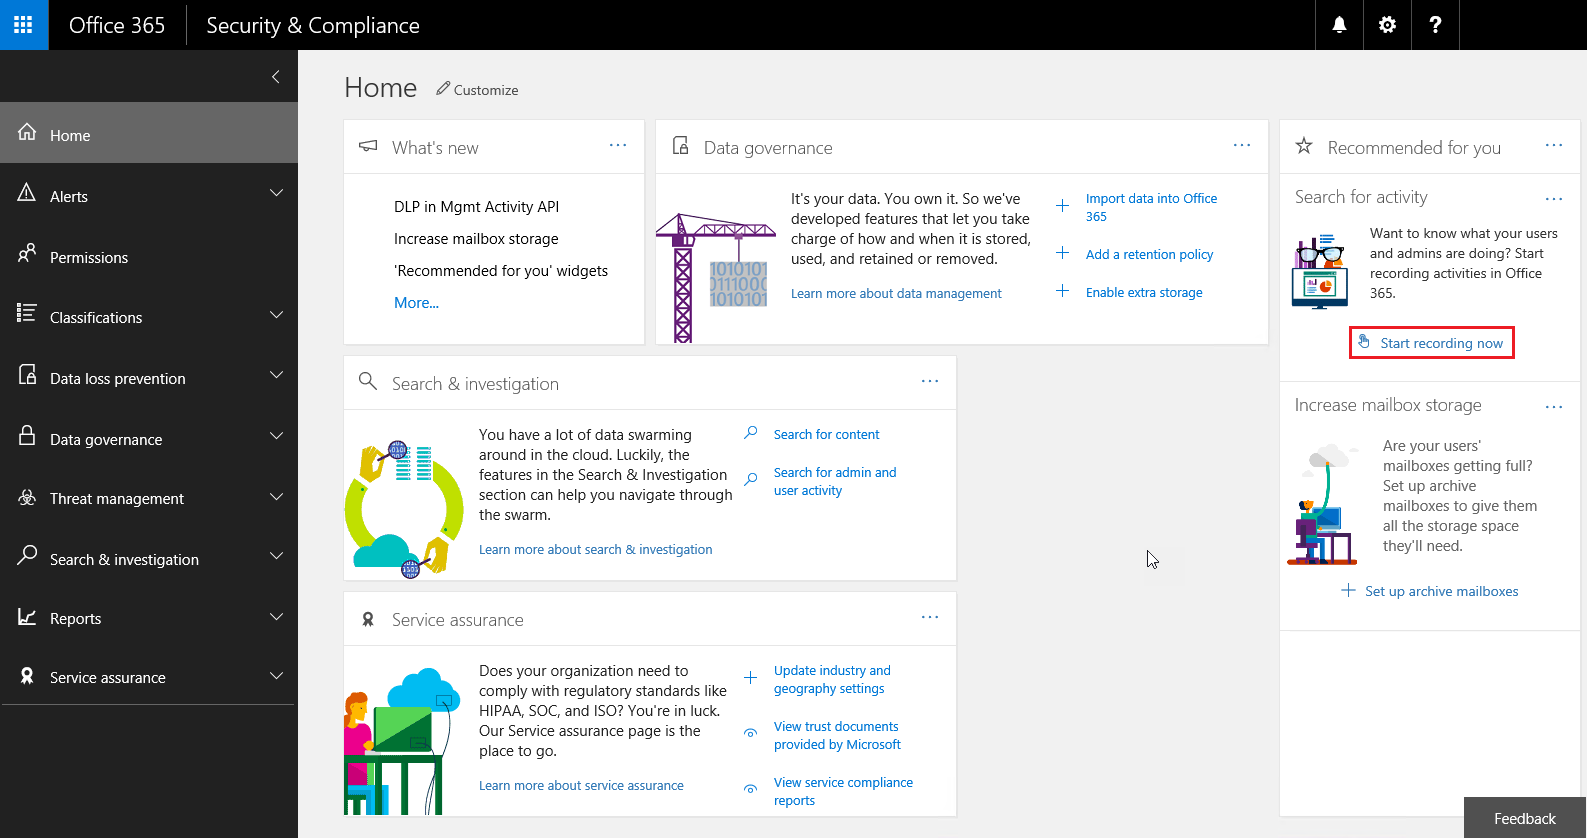 Office 365
Security & Compliance
?
Home
Alerts
Permissions
Classifications
Data loss prevention
Data governance
Threat management
Search & investigation
Reports
Service assurance
Home
Customize
What's new
DLP in Mgmt Activity API
Increase mailbox storage
'Recommended for you' widgets
More...
Data governance
10101(
01110000
1010101
It's your data. You own it. So we've
developed features that let you take
charge of how and when it is stored,
used, and retained or removed.
Learn more about data management
Import data into Office
365
Add a retention policy
Enable extra storage
Search & investigation
You have a lot of data swarming
around in the cloud. Luckily, the
features in the Search & Investigation
section can help you navigate through
the swarm.
Learn more about search & investigation
Search for content
Search for admin and
user activity
Service assurance
Does your organization need to
comply with regulatory standards like
HIPAA, SOC, and ISO? You're in luck.
Our Service assurance page is the
place to go.
Learn more about service assurance
Update industry and
geography settings
View trust documents
provided by Microsoft
View service compliance
reports
Recommended for you
Search for activity
Want to know what your users
and admins are doing? Start
recording activities in Office
365.
Start recording now
Increase mailbox storage
Are your users'
mailboxes getting full?
Set up archive
mailboxes to give them
all the storage space
they'll need.
Set up archive mailboxes
Feedback